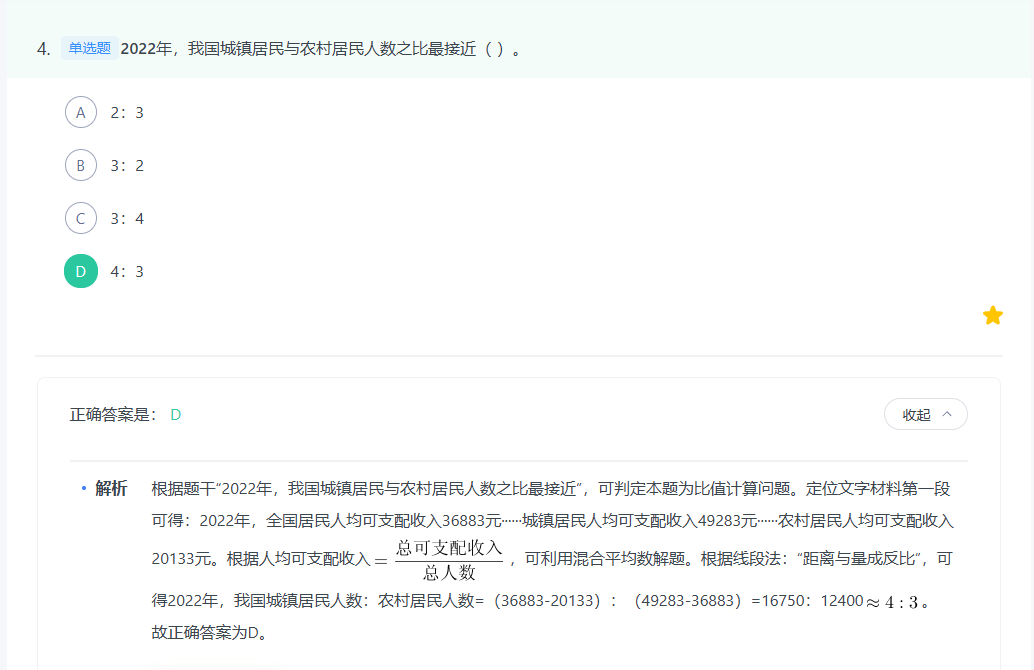 4. 单选题 2022年，我国城镇居民与农村居民人数之比最接近（ ）。
A 2：3
B 3：2
C 3：4
D 4：3
正确答案是： D 收起
• 解析 根据题干“2022年，我国城镇居民与农村居民人数之比最接近”，可判定本题为比值计算问题。定位文字材料第一段
可得：2022年，全国居民人均可支配收入36883元……城镇居民人均可支配收入49283元……农村居民人均可支配收入
20133元。根据人均可支配收入 = 总可支配收入/总人数 ，可利用混合平均数解题。根据线段法：“距离与量成反比”，可
得2022年，我国城镇居民人数：农村居民人数=（36883-20133）：（49283-36883）=16750：12400≈ 4 : 3 。
故正确答案为D。